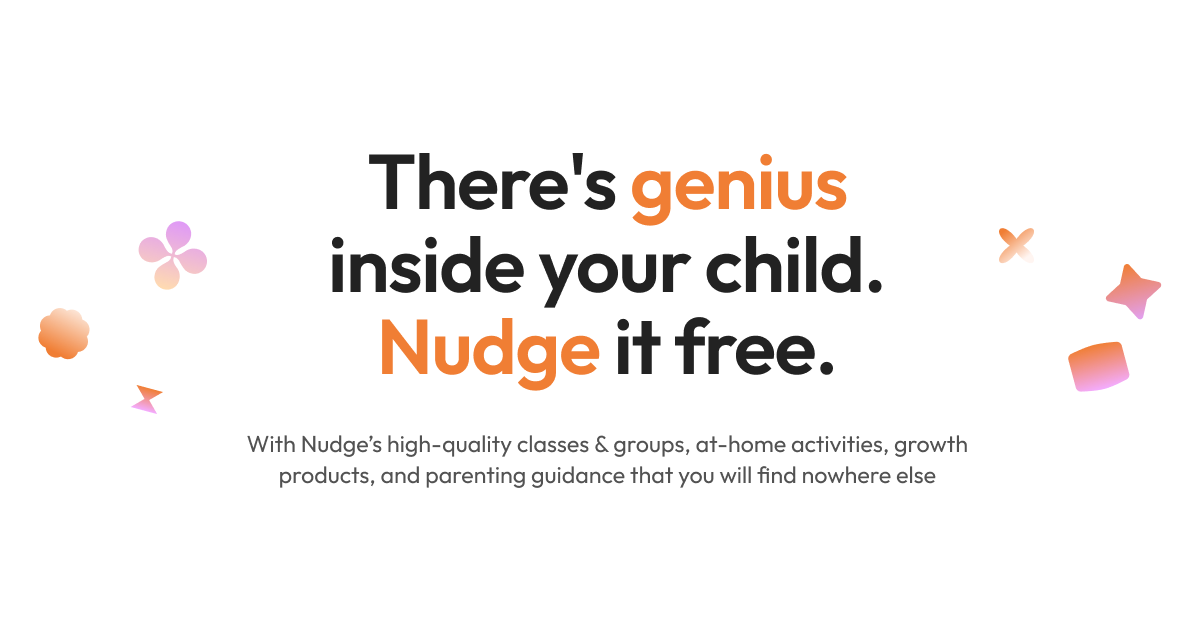 There's genius
inside your child.
Nudge it free.
With Nudge’s high-quality classes & groups, at-home activities, growth
products, and parenting guidance that you will find nowhere else